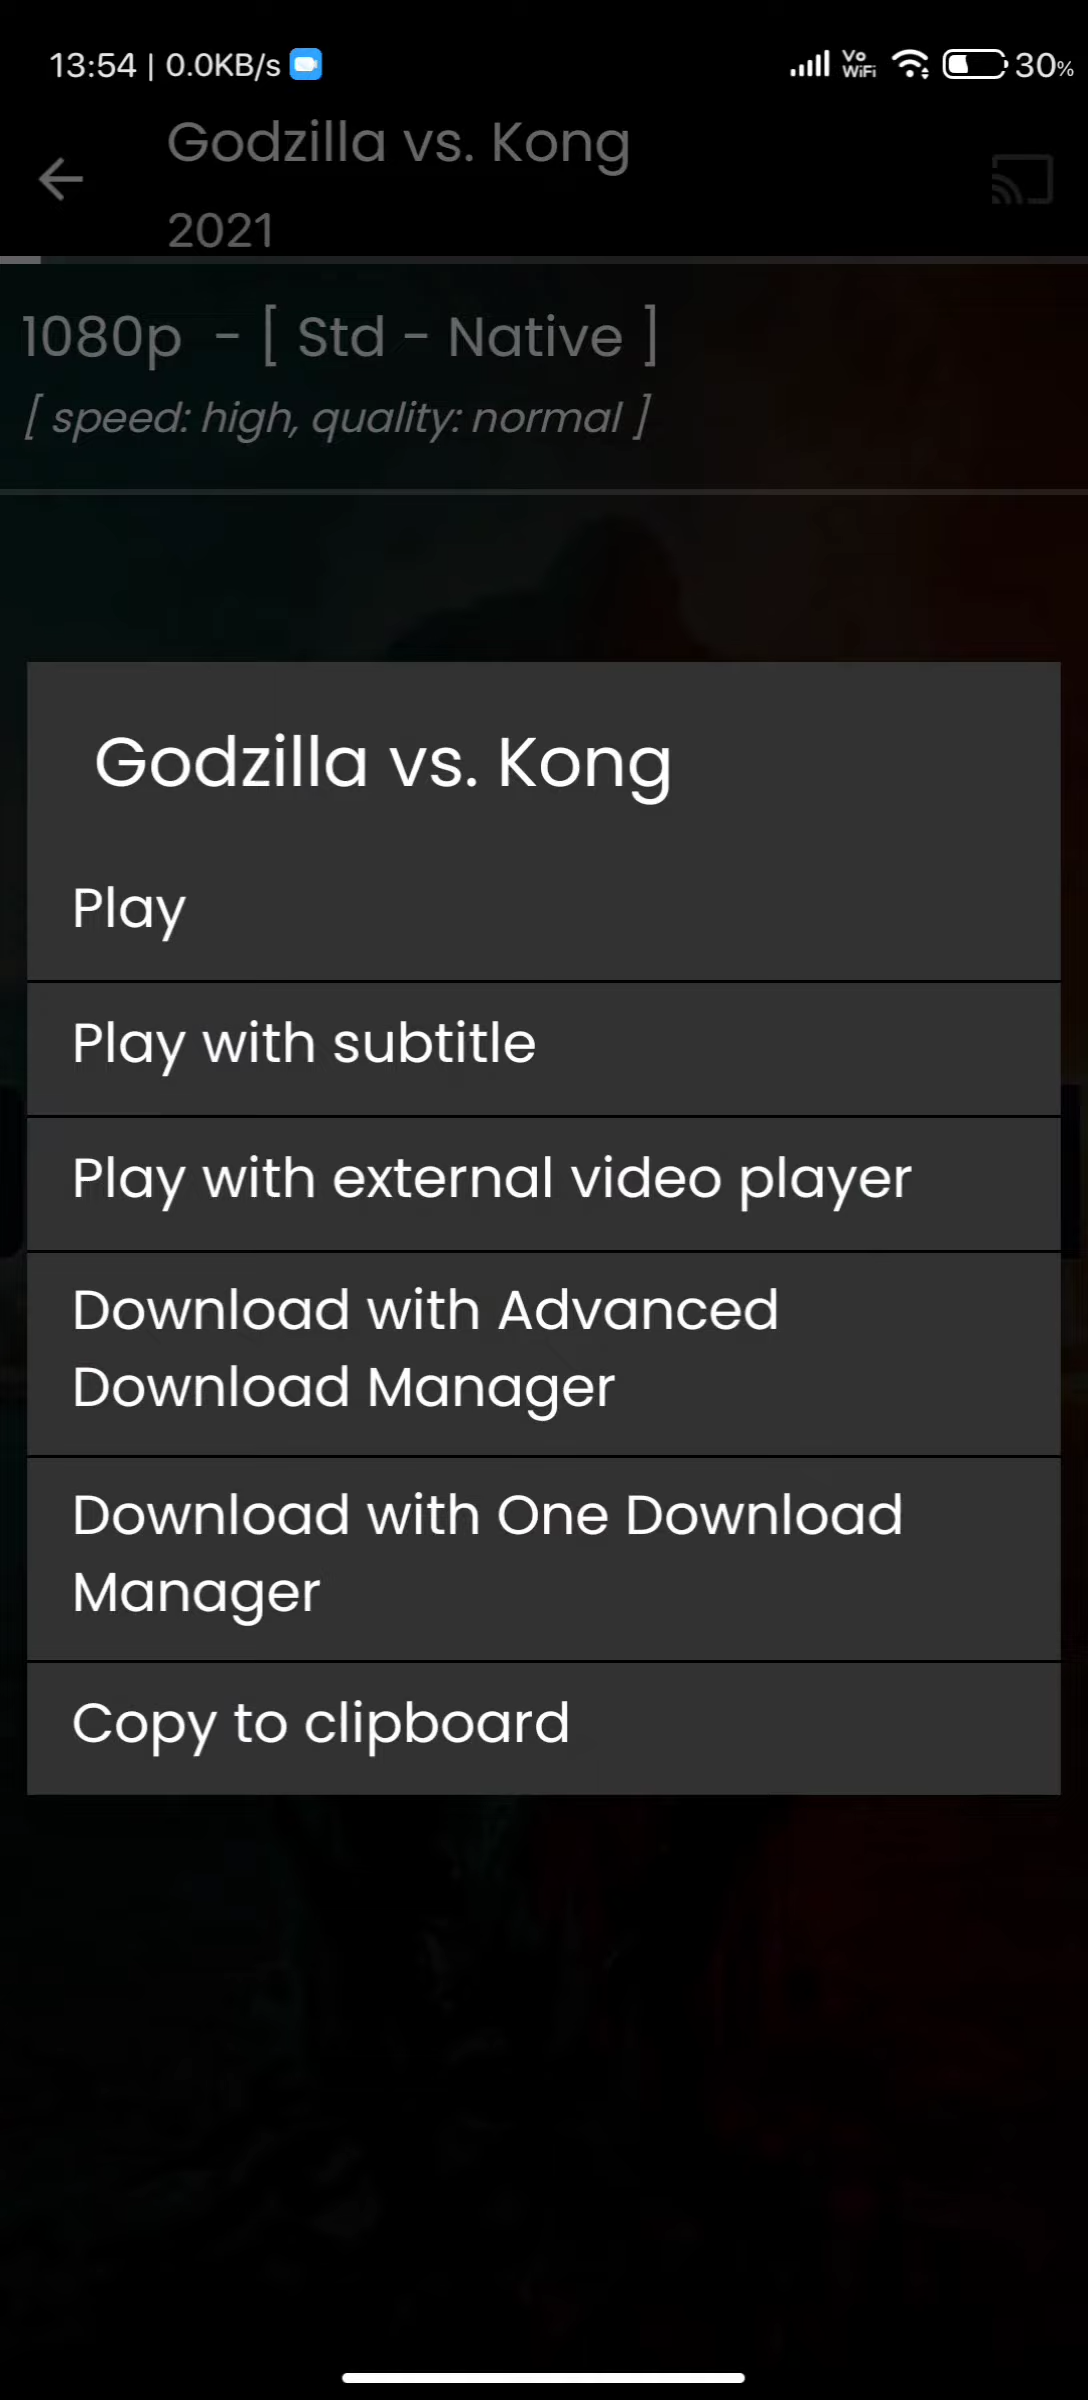 13:54 | 0.0KB/s
Vo
WiFi
30%
Godzilla vs. Kong
2021
1080p - [ Std - Native ]
[ speed: high, quality: normal ]
Godzilla vs. Kong
Play
Play with subtitle
Play with external video player
Download with Advanced
Download Manager
Download with One Download
Manager
Copy to clipboard